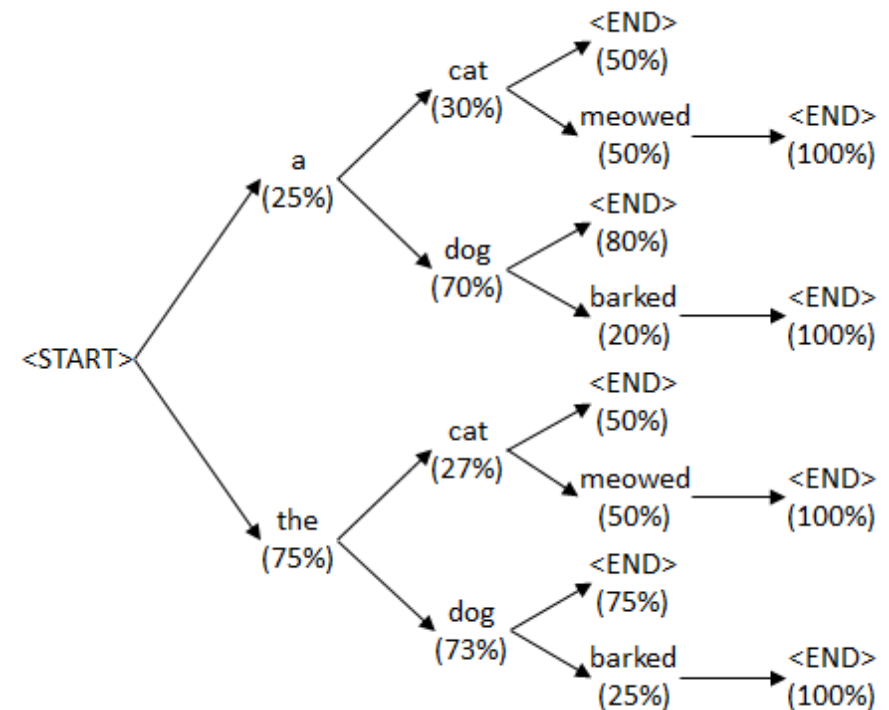 <END>
(50%)
cat
(30%)
meowed
(50%)
<END>
(100%)
a
(25%)
<END>
(80%)
dog
(70%)
barked
(20%)
<END>
(100%)
<START>
<END>
(50%)
cat
(27%)
meowed
(50%)
<END>
(100%)
the
(75%)
<END>
(75%)
dog
(73%)
barked
(25%)
<END>
(100%)